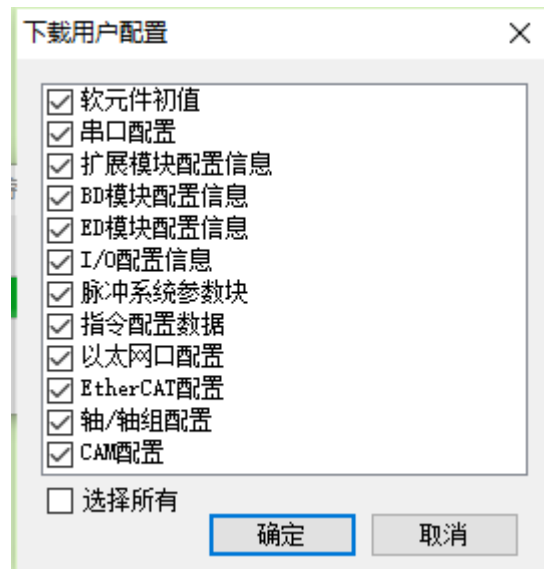 下载用户配置
软元件初值
串口配置
扩展模块配置信息
BD模块配置信息
ED模块配置信息
I/O配置信息
脉冲系统参数块
指令配置数据
以太网口配置
EtherCAT配置
轴/轴组配置
CAM配置
选择所有
确定
取消